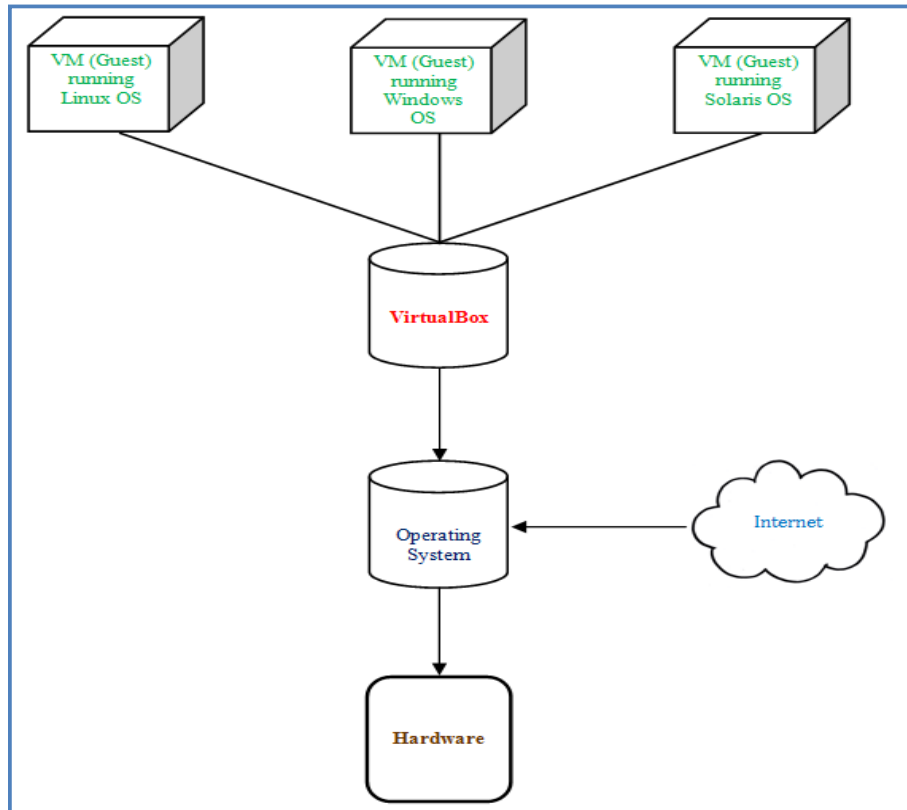 VM (Guest)
running
Linux OS
VM (Guest)
running
Windows
OS
VM (Guest)
running
Solaris OS
VirtualBox
Operating
System
Internet
Hardware